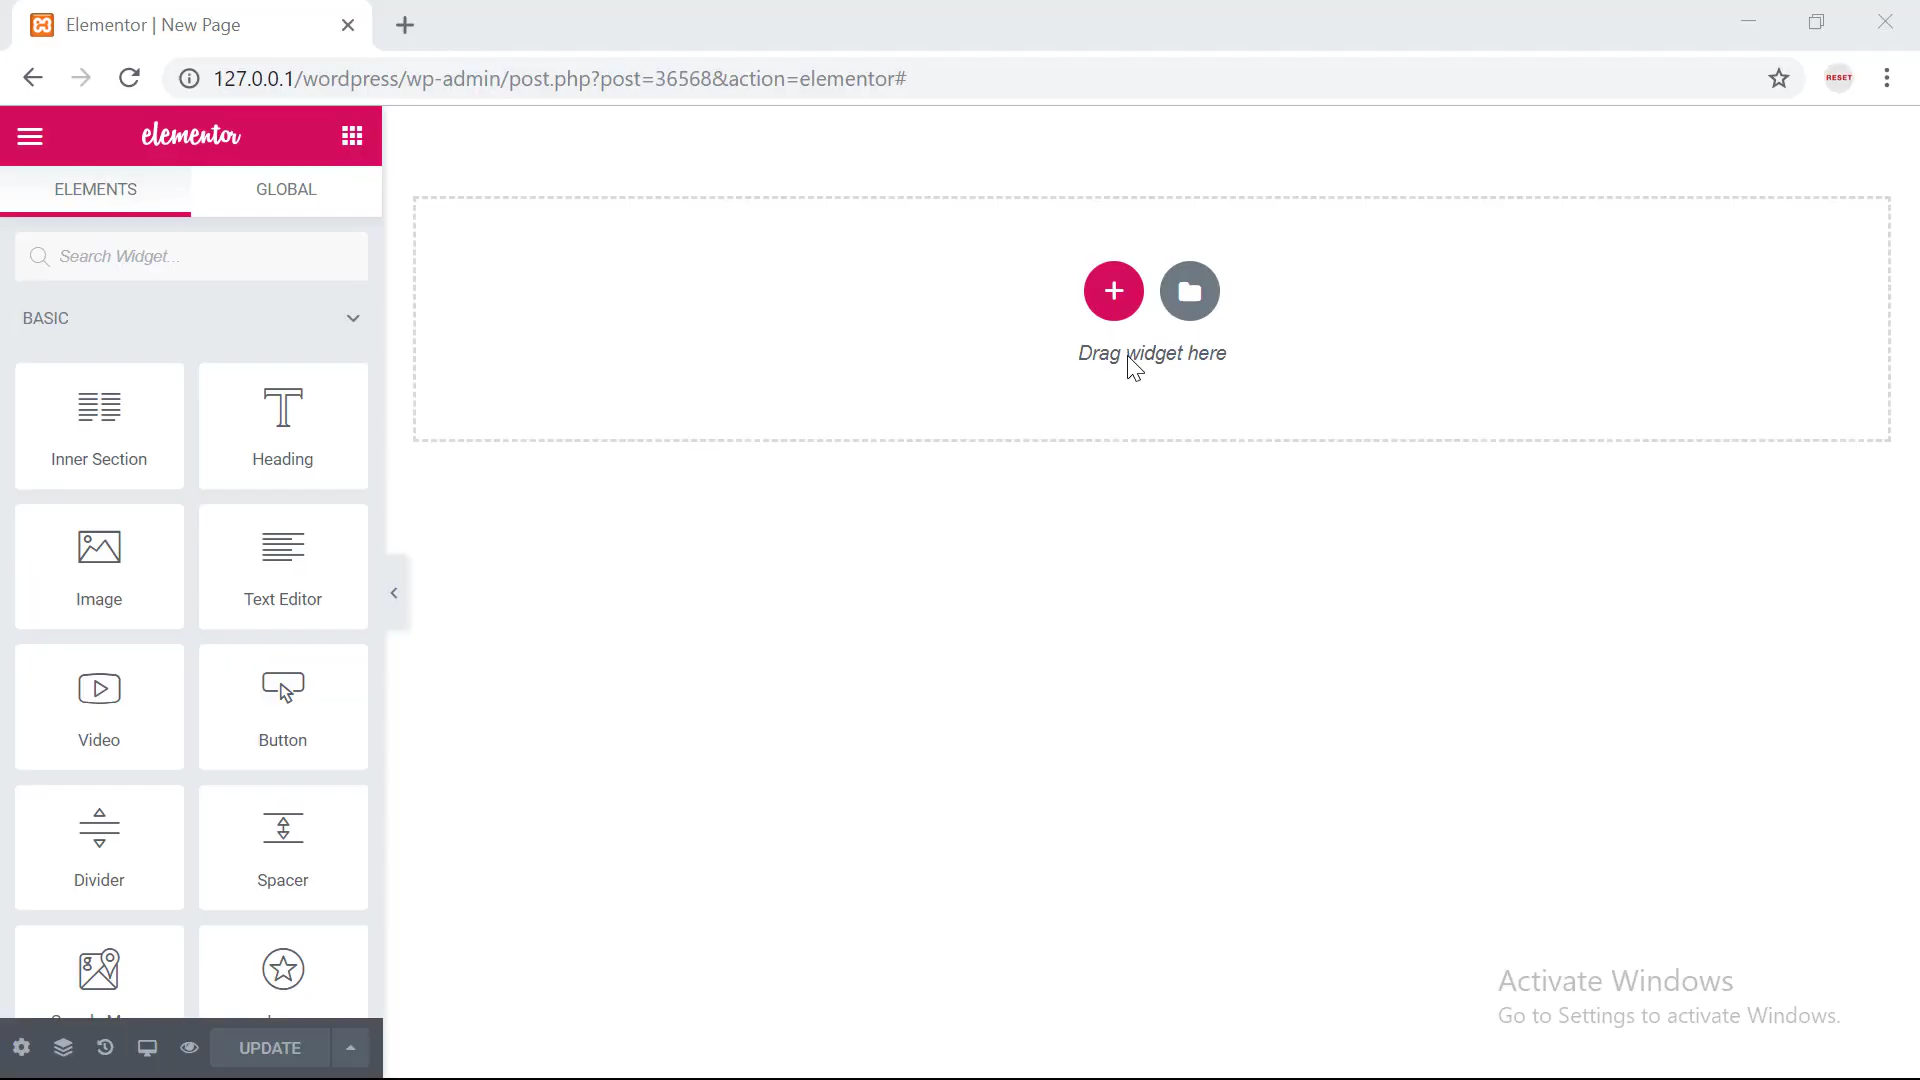 Elementor | New Page
127.0.0.1/wordpress/wp-admin/post.php?post=36568&action=elementor#
RESET
elementor
ELEMENTS
GLOBAL
Search Widget...
BASIC
Inner Section
Heading
Image
Text Editor
Video
Button
Divider
Spacer
UPDATE
Drag widget here
Activate Windows
Go to Settings to activate Windows.